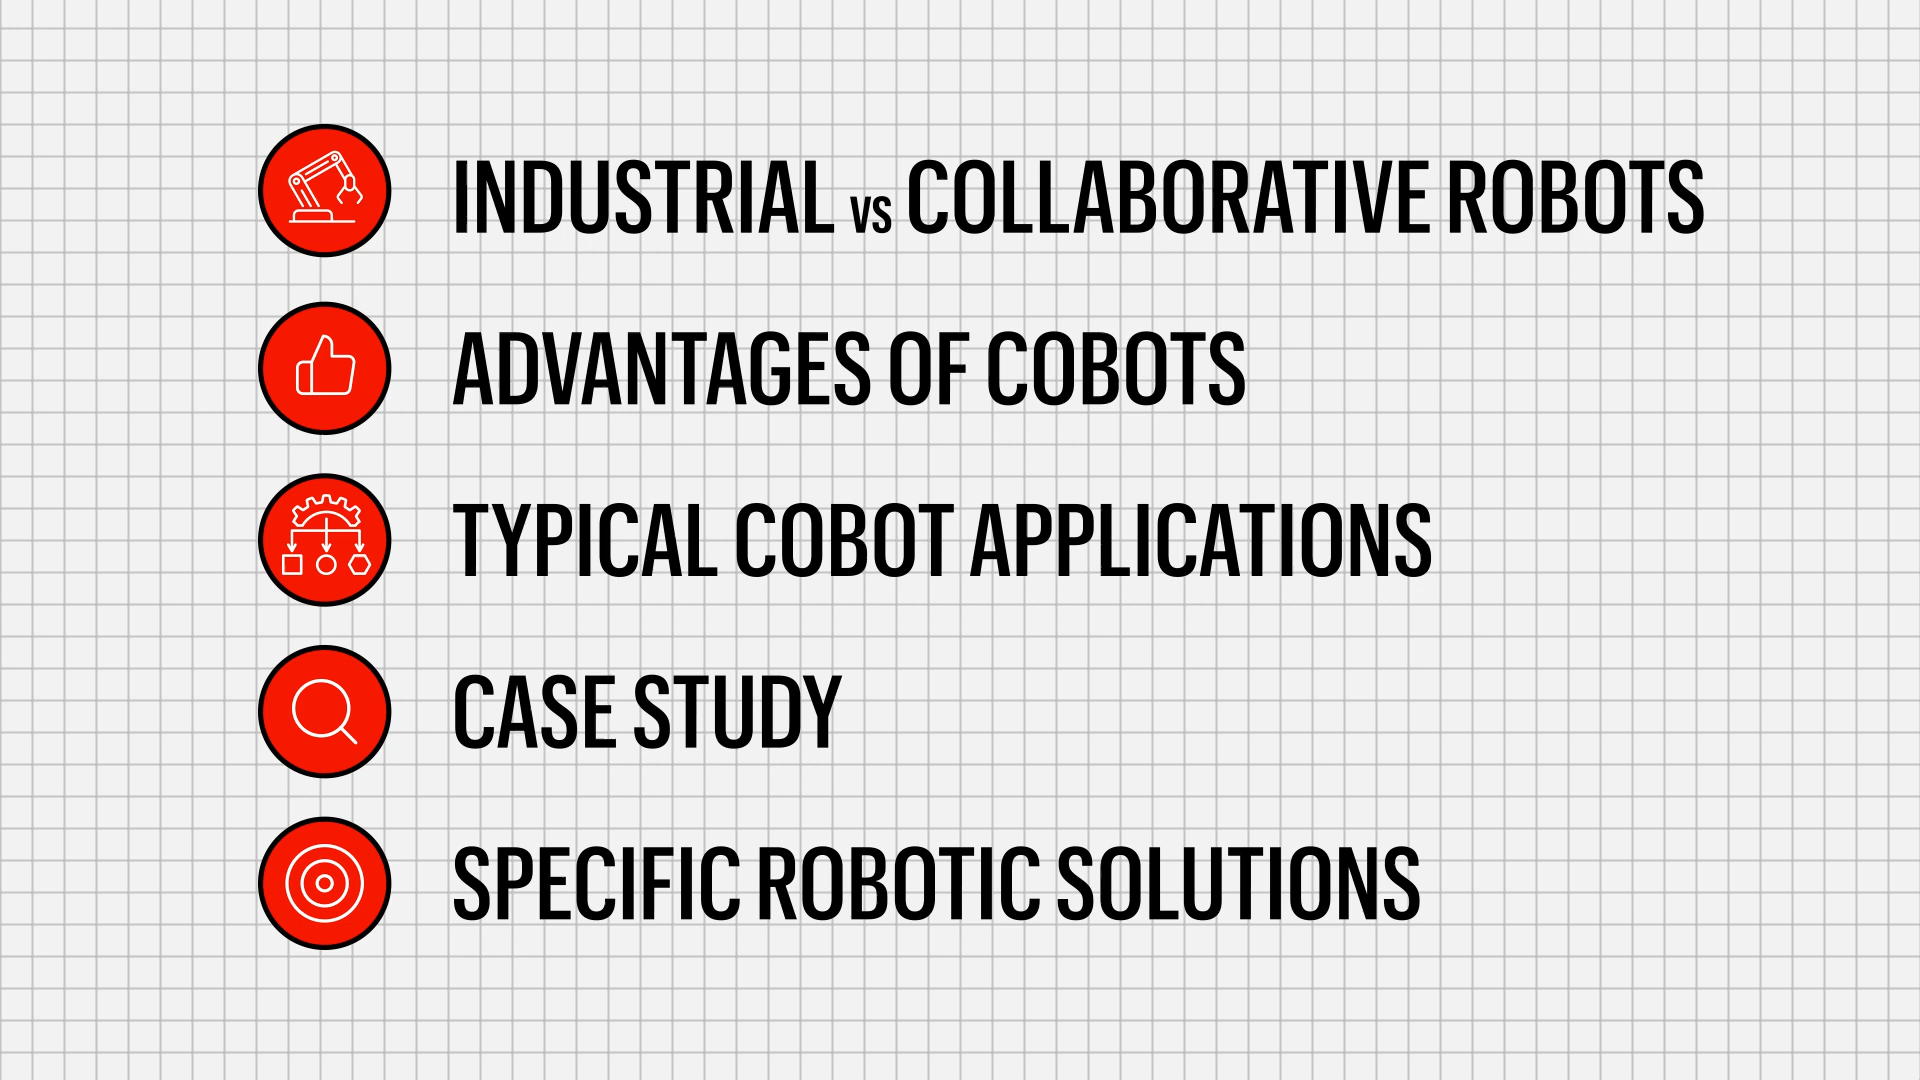 INDUSTRIAL VS COLLABORATIVE ROBOTS
ADVANTAGES OF COBOTS
TYPICAL COBOT APPLICATIONS
CASE STUDY
SPECIFIC ROBOTIC SOLUTIONS